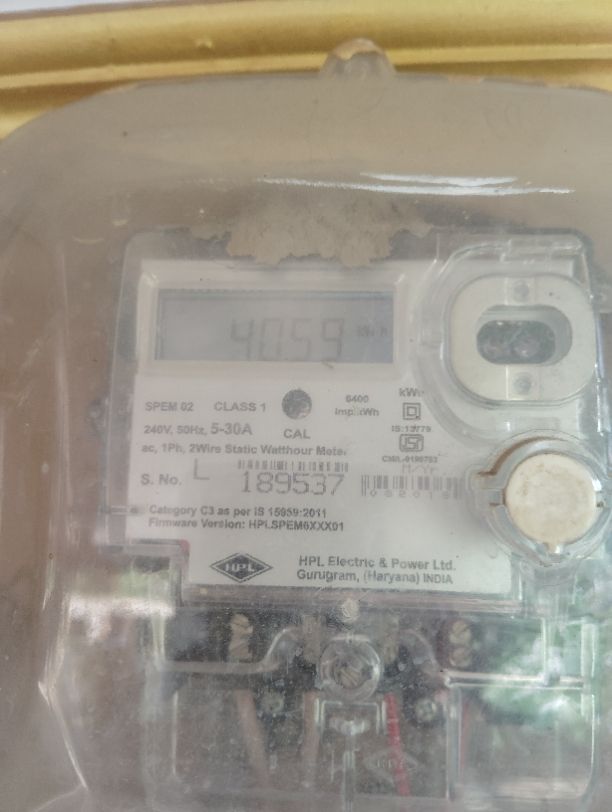 4059 kW h
SPEM 02 CLASS 1 6400 imp/kWh kWh
240V, 50Hz, 5-30A CAL IS:13779
ac, 1Ph, 2Wire Static Watthour Meter
M/Yr
S. No. L 189537
Category C3 as per IS 15959:2011
Firmware Version: HPLSPEM6XXX01
HPL HPL Electric & Power Ltd.
Gurugram, (Haryana) INDIA